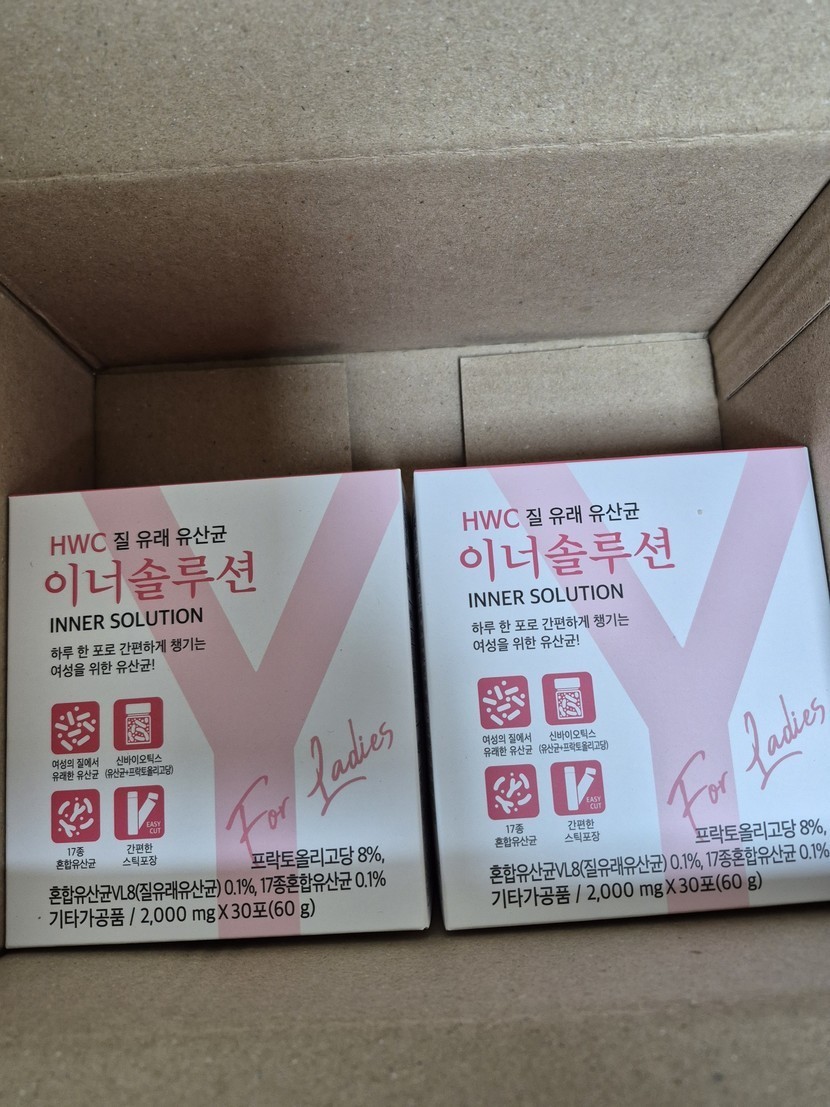 HWC 질 유래 유산균
이너솔루션
INNER SOLUTION
하루 한 포로 간편하게 챙기는
여성을 위한 유산균!
여성의 질에서
유래한 유산균
신바이오틱스
(유산균+프락토올리고당)
17종
혼합유산균
EASY
CUT
간편한
스틱포장
For Ladies
프락토올리고당 8%,
혼합유산균VL8(질유래유산균) 0.1%, 17종혼합유산균 0.1%
기타가공품 / 2,000 mg X 30포(60 g)
HWC 질 유래 유산균
이너솔루션
INNER SOLUTION
하루 한 포로 간편하게 챙기는
여성을 위한 유산균!
여성의 질에서
유래한 유산균
신바이오틱스
(유산균+프락토올리고당)
17종
혼합유산균
EASY
CUT
간편한
스틱포장
For Ladies
프락토올리고당 8%,
혼합유산균VL8(질유래유산균) 0.1%, 17종혼합유산균 0.1%
기타가공품 / 2,000 mg X 30포(60 g)